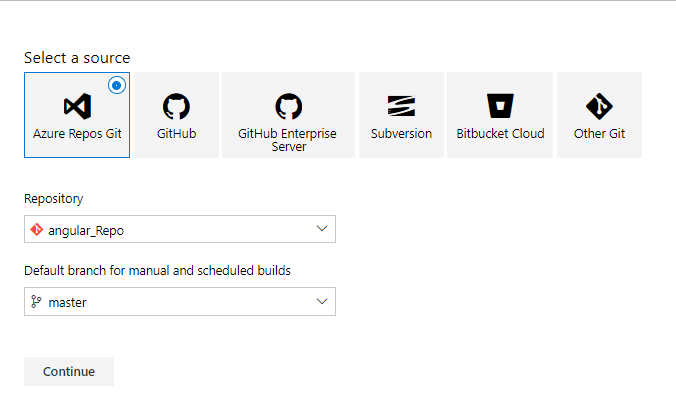 Select a source
Azure Repos Git
GitHub
GitHub Enterprise
Server
Subversion
Bitbucket Cloud
Other Git
Repository
angular_Repo
Default branch for manual and scheduled builds
master
Continue